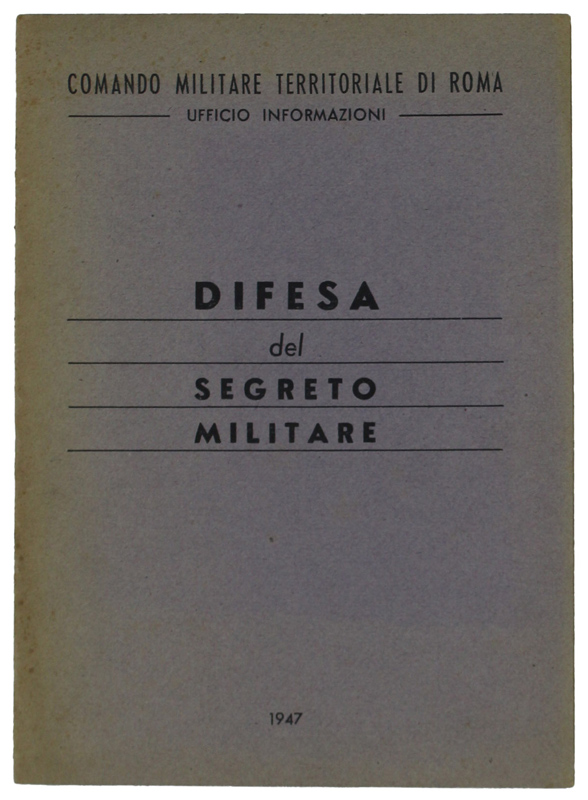 COMANDO MILITARE TERRITORIALE DI ROMA
UFFICIO INFORMAZIONI
DIFESA
del
SEGRETO
MILITARE
1947